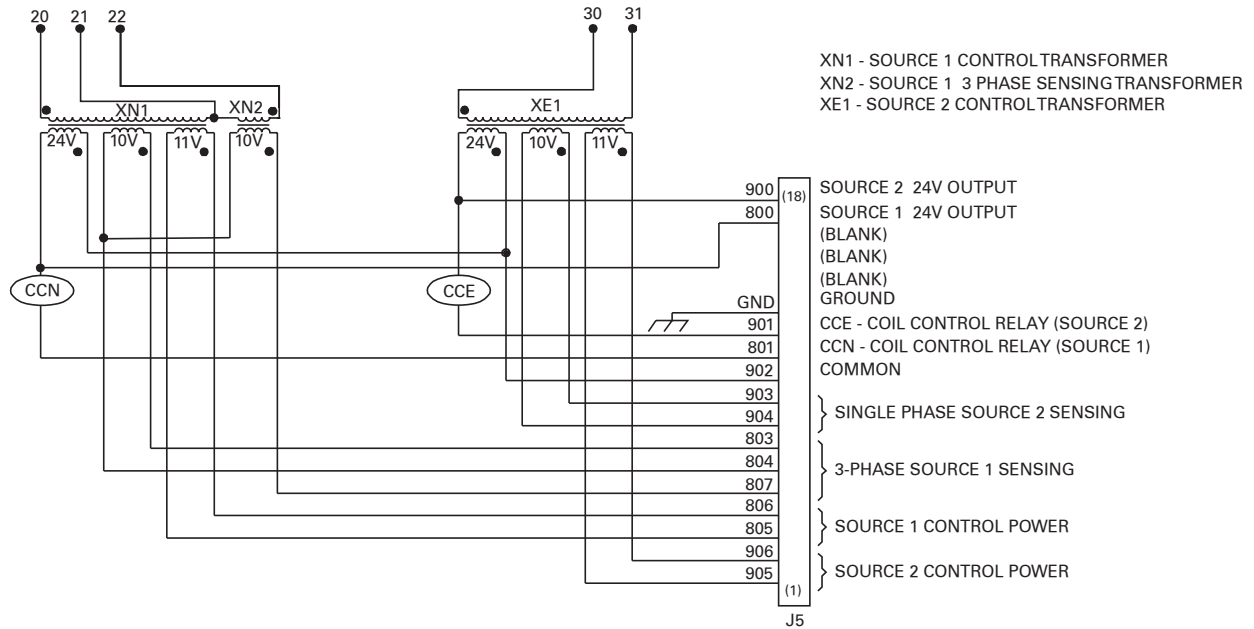 20 21 22 30 31
XN1 - SOURCE 1 CONTROL TRANSFORMER
XN2 - SOURCE 1 3 PHASE SENSING TRANSFORMER
XE1 - SOURCE 2 CONTROL TRANSFORMER
XN1 XN2 XE1
24V 10V 11V 10V 24V 10V 11V
900 (18) SOURCE 2 24V OUTPUT
800 SOURCE 1 24V OUTPUT
(BLANK)
(BLANK)
(BLANK)
CCN CCE
GND GROUND
901 CCE - COIL CONTROL RELAY (SOURCE 2)
801 CCN - COIL CONTROL RELAY (SOURCE 1)
902 COMMON
903
904
SINGLE PHASE SOURCE 2 SENSING
803
804
807
3-PHASE SOURCE 1 SENSING
806
805
SOURCE 1 CONTROL POWER
906
905
SOURCE 2 CONTROL POWER
(1)
J5